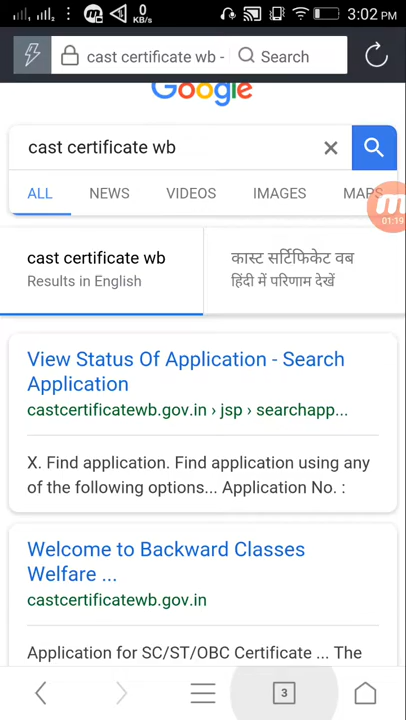 0
KB/s
3:02 PM
cast certificate wb -
Search
Google
cast certificate wb
ALL NEWS VIDEOS IMAGES MAPS
01:19
cast certificate wb
Results in English
कास्ट सर्टिफिकेट वब
हिंदी में परिणाम देखें
View Status Of Application - Search
Application
castcertificatewb.gov.in › jsp › searchapp...
X. Find application. Find application using any
of the following options... Application No. :
Welcome to Backward Classes
Welfare ...
castcertificatewb.gov.in
Application for SC/ST/OBC Certificate ... The
3